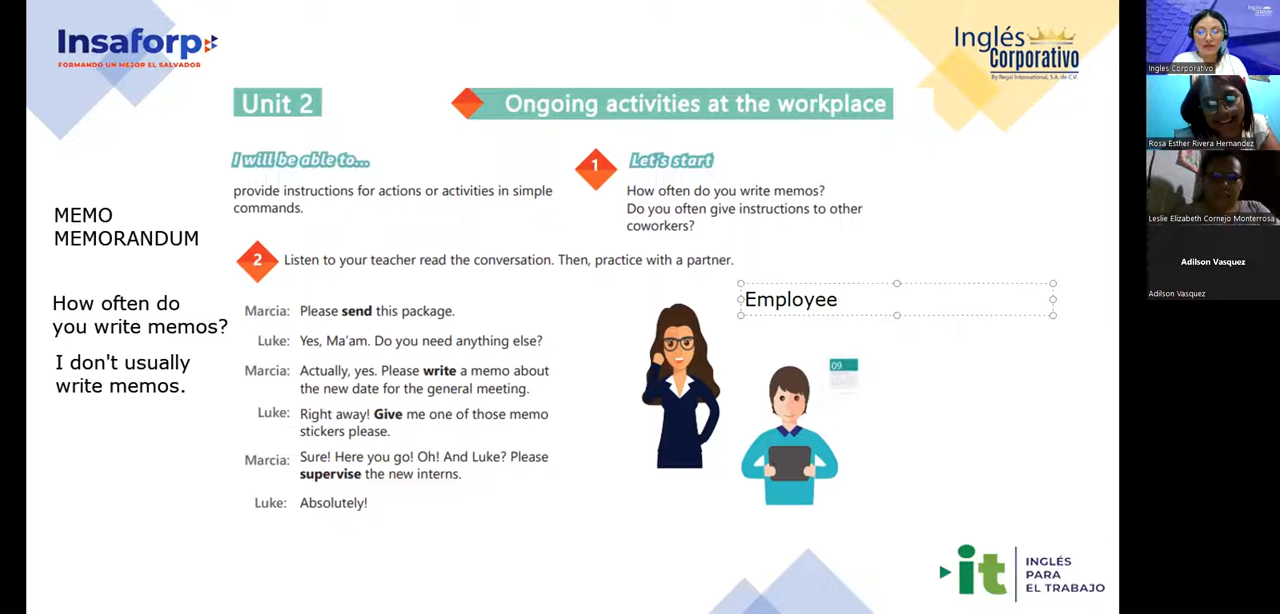 Insaforp
FORMANDO UN MEJOR EL SALVADOR
Inglés
Corporativo
By Regal International, S.A. de C.V.
Unit 2
Ongoing activities at the workplace
I will be able to...
provide instructions for actions or activities in simple
commands.
1
Let's start
How often do you write memos?
Do you often give instructions to other
coworkers?
MEMO
MEMORANDUM
2
Listen to your teacher read the conversation. Then, practice with a partner.
How often do
you write memos?
I don't usually
write memos.
Employee
Marcia: Please send this package.
Luke: Yes, Ma'am. Do you need anything else?
Marcia: Actually, yes. Please write a memo about
the new date for the general meeting.
Luke: Right away! Give me one of those memo
stickers please.
Marcia: Sure! Here you go! Oh! And Luke? Please
supervise the new interns.
Luke: Absolutely!
09
it
INGLÉS
PARA
EL TRABAJO
Ingles Corporativo
Rosa Esther Rivera Hernandez
Leslie Elizabeth Cornejo Monterrosa
Adilson Vasquez
Adilson Vasquez